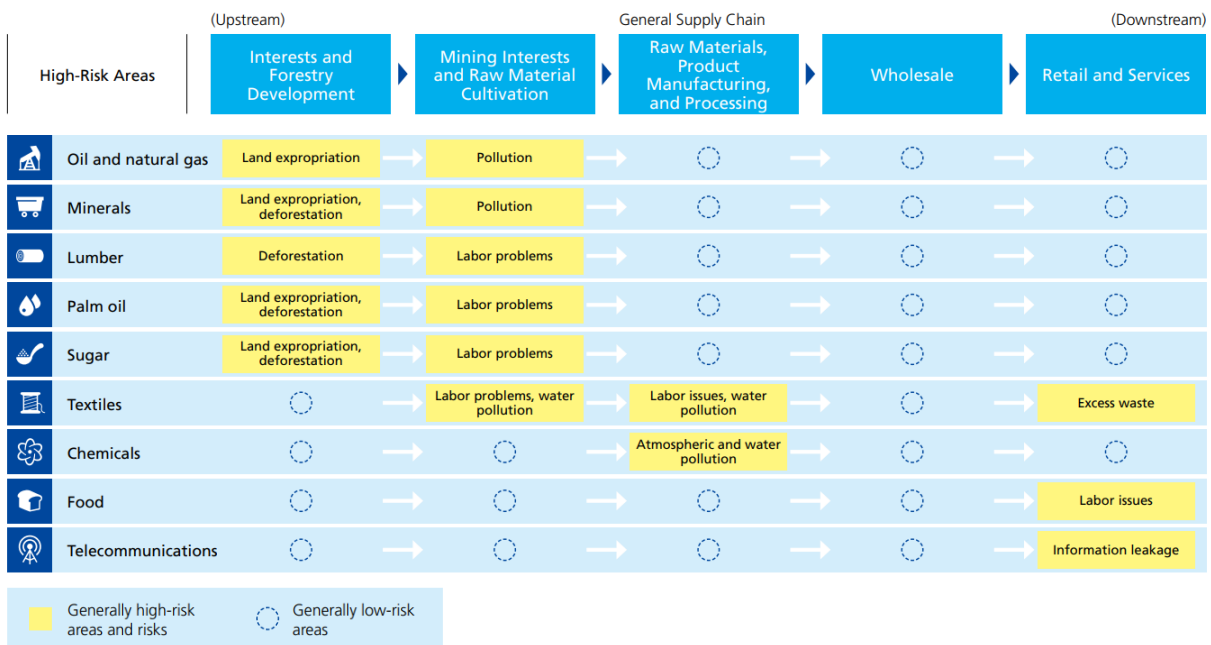 (Upstream)
General Supply Chain
(Downstream)
High-Risk Areas
Interests and
Forestry
Development
Mining Interests
and Raw Material
Cultivation
Raw Materials,
Product
Manufacturing,
and Processing
Wholesale
Retail and Services
Oil and natural gas
Land expropriation
Pollution
Minerals
Land expropriation,
deforestation
Pollution
Lumber
Deforestation
Labor problems
Palm oil
Land expropriation,
deforestation
Labor problems
Sugar
Land expropriation,
deforestation
Labor problems
Textiles
Labor problems, water
pollution
Labor issues, water
pollution
Excess waste
Chemicals
Atmospheric and water
pollution
Food
Labor issues
Telecommunications
Information leakage
Generally high-risk
areas and risks
Generally low-risk
areas